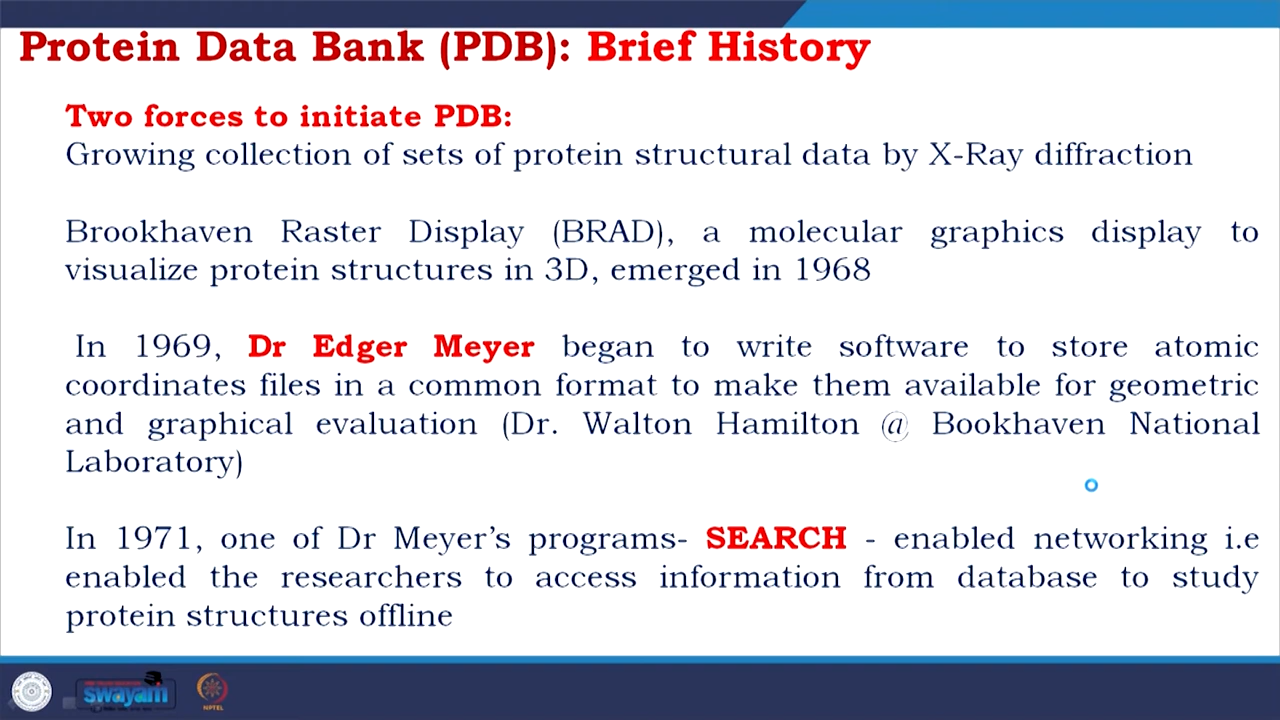 Protein Data Bank (PDB): Brief History
Two forces to initiate PDB:
Growing collection of sets of protein structural data by X-Ray diffraction
Brookhaven Raster Display (BRAD), a molecular graphics display to
visualize protein structures in 3D, emerged in 1968
In 1969, Dr Edger Meyer began to write software to store atomic
coordinates files in a common format to make them available for geometric
and graphical evaluation (Dr. Walton Hamilton @ Bookhaven National
Laboratory)
In 1971, one of Dr Meyer's programs- SEARCH - enabled networking i.e
enabled the researchers to access information from database to study
protein structures offline
swayam
NPTEL